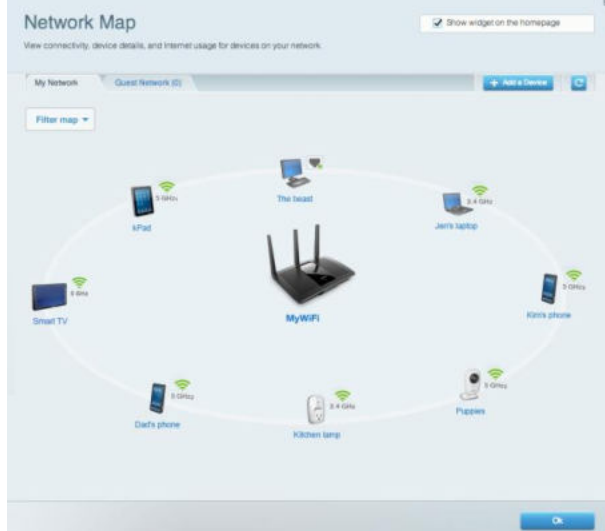 Network Map
Show widget on the homepage
View connectivity, device details, and Internet usage for devices on your network.
My Network
Guest Network (0)
+ Add a Device
Filter map
The beast
5 GHz
kPad
2.4 GHz
Jen's laptop
Smart TV
MyWiFi
5 GHz
Kim's phone
5 GHz
Dad's phone
2.4 GHz
Kitchen lamp
5 GHz
Puppies
Ok